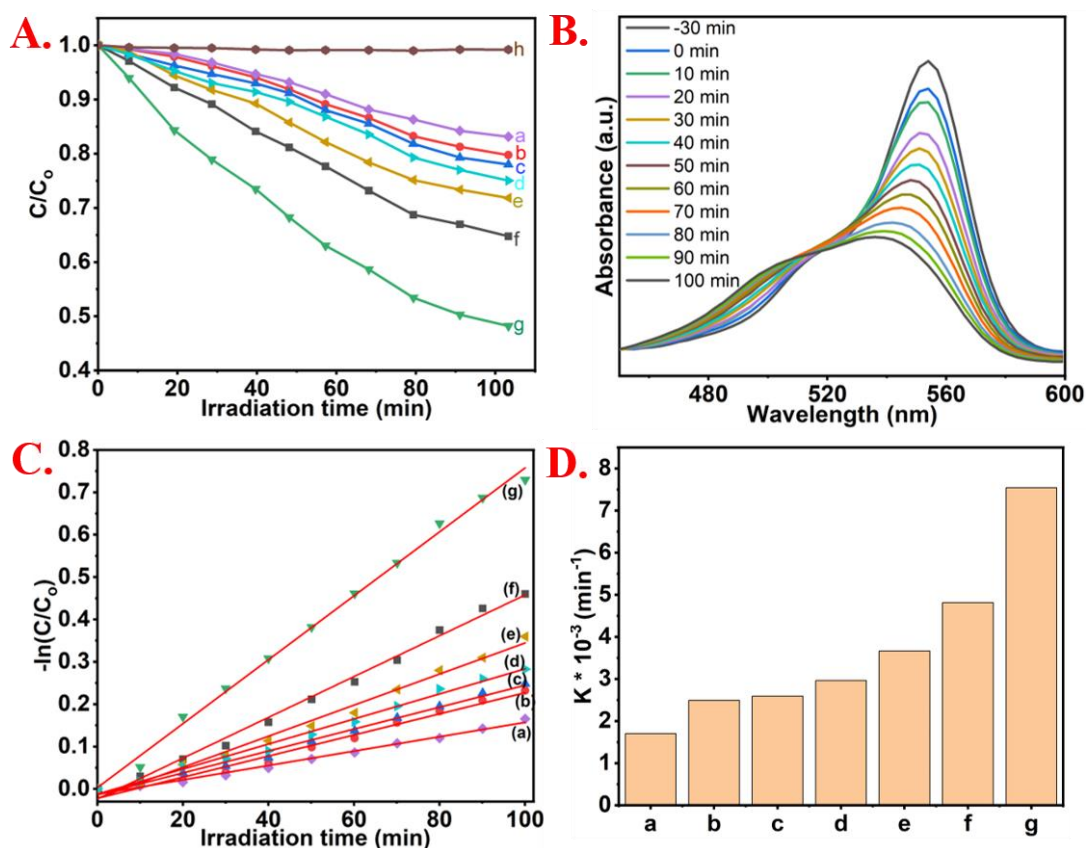 A.
1.0
0.9
0.8
0.7
0.6
0.5
0.4
C/Co
0 20 40 60 80 100
Irradiation time (min)
h
a
b
c
d
e
f
g
B.
-30 min
0 min
10 min
20 min
30 min
40 min
50 min
60 min
70 min
80 min
90 min
100 min
Absorbance (a.u.)
480 520 560 600
Wavelength (nm)
C.
0.8
0.7
0.6
0.5
0.4
0.3
0.2
0.1
0.0
-ln(C/Co)
0 20 40 60 80 100
Irradiation time (min)
(g)
(f)
(e)
(d)
(c)
(b)
(a)
D.
8
7
6
5
4
3
2
1
0
K * 10⁻³ (min⁻¹)
a b c d e f g